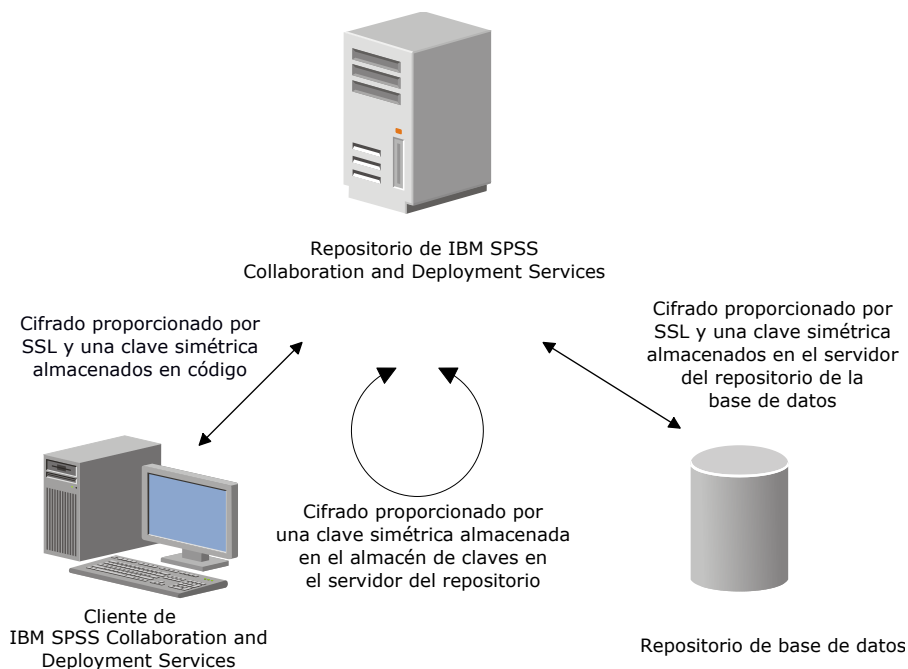 Repositorio de IBM SPSS
Collaboration and Deployment Services
Cifrado proporcionado por
SSL y una clave simétrica
almacenados en código
Cifrado proporcionado por
SSL y una clave simétrica
almacenados en el servidor
del repositorio de la
base de datos
Cifrado proporcionado por
una clave simétrica almacenada
en el almacén de claves en
el servidor del repositorio
Cliente de
IBM SPSS Collaboration and
Deployment Services
Repositorio de base de datos